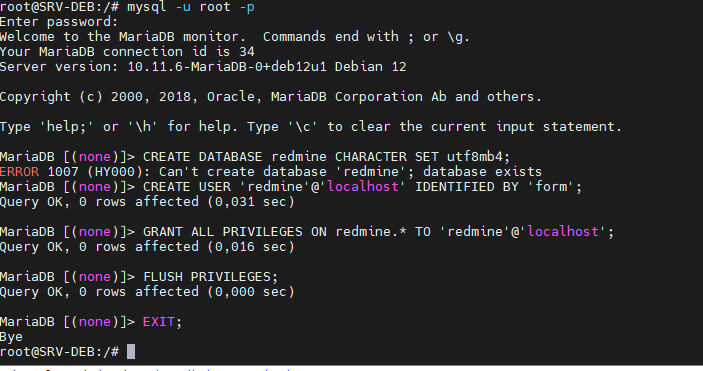 root@SRV-DEB:/# mysql -u root -p
Enter password:
Welcome to the MariaDB monitor.  Commands end with ; or \g.
Your MariaDB connection id is 34
Server version: 10.11.6-MariaDB-0+deb12u1 Debian 12

Copyright (c) 2000, 2018, Oracle, MariaDB Corporation Ab and others.

Type 'help;' or '\h' for help. Type '\c' to clear the current input statement.

MariaDB [(none)]> CREATE DATABASE redmine CHARACTER SET utf8mb4;
ERROR 1007 (HY000): Can't create database 'redmine'; database exists
MariaDB [(none)]> CREATE USER 'redmine'@'localhost' IDENTIFIED BY 'form';
Query OK, 0 rows affected (0,031 sec)

MariaDB [(none)]> GRANT ALL PRIVILEGES ON redmine.* TO 'redmine'@'localhost';
Query OK, 0 rows affected (0,016 sec)

MariaDB [(none)]> FLUSH PRIVILEGES;
Query OK, 0 rows affected (0,000 sec)

MariaDB [(none)]> EXIT;
Bye
root@SRV-DEB:/#